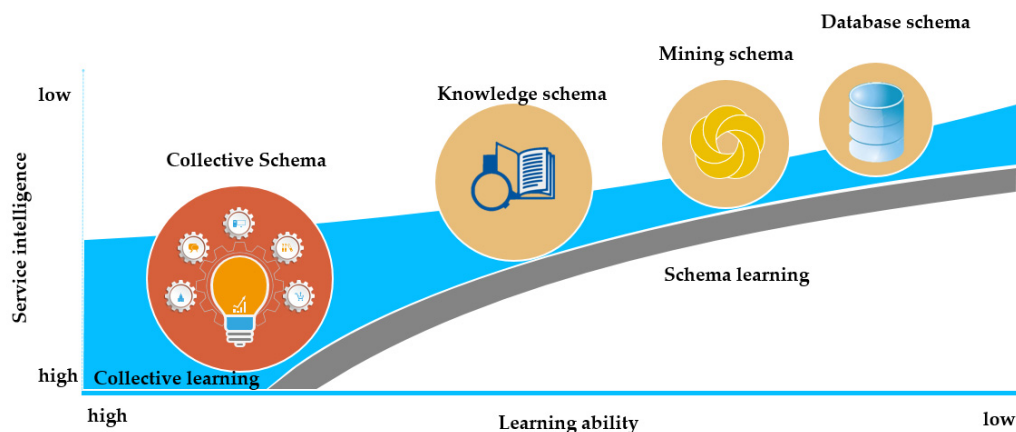 Database schema
Mining schema
Knowledge schema
low
Collective Schema
Service intelligence
Schema learning
high
Collective learning
high
Learning ability
low